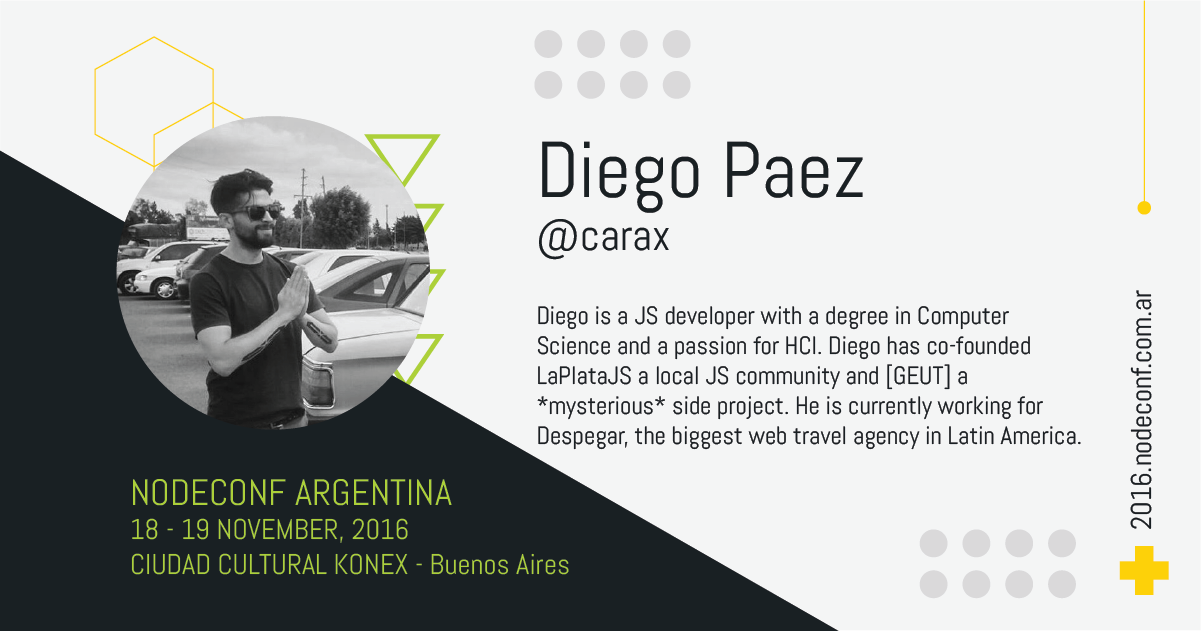 Diego Paez
@carax
Diego is a JS developer with a degree in Computer
Science and a passion for HCI. Diego has co-founded
LaPlataJS a local JS community and [GEUT] a
*mysterious* side project. He is currently working for
Despegar, the biggest web travel agency in Latin America.
NODECONF ARGENTINA
18 - 19 NOVEMBER, 2016
CIUDAD CULTURAL KONEX - Buenos Aires
2016.nodeconf.com.ar